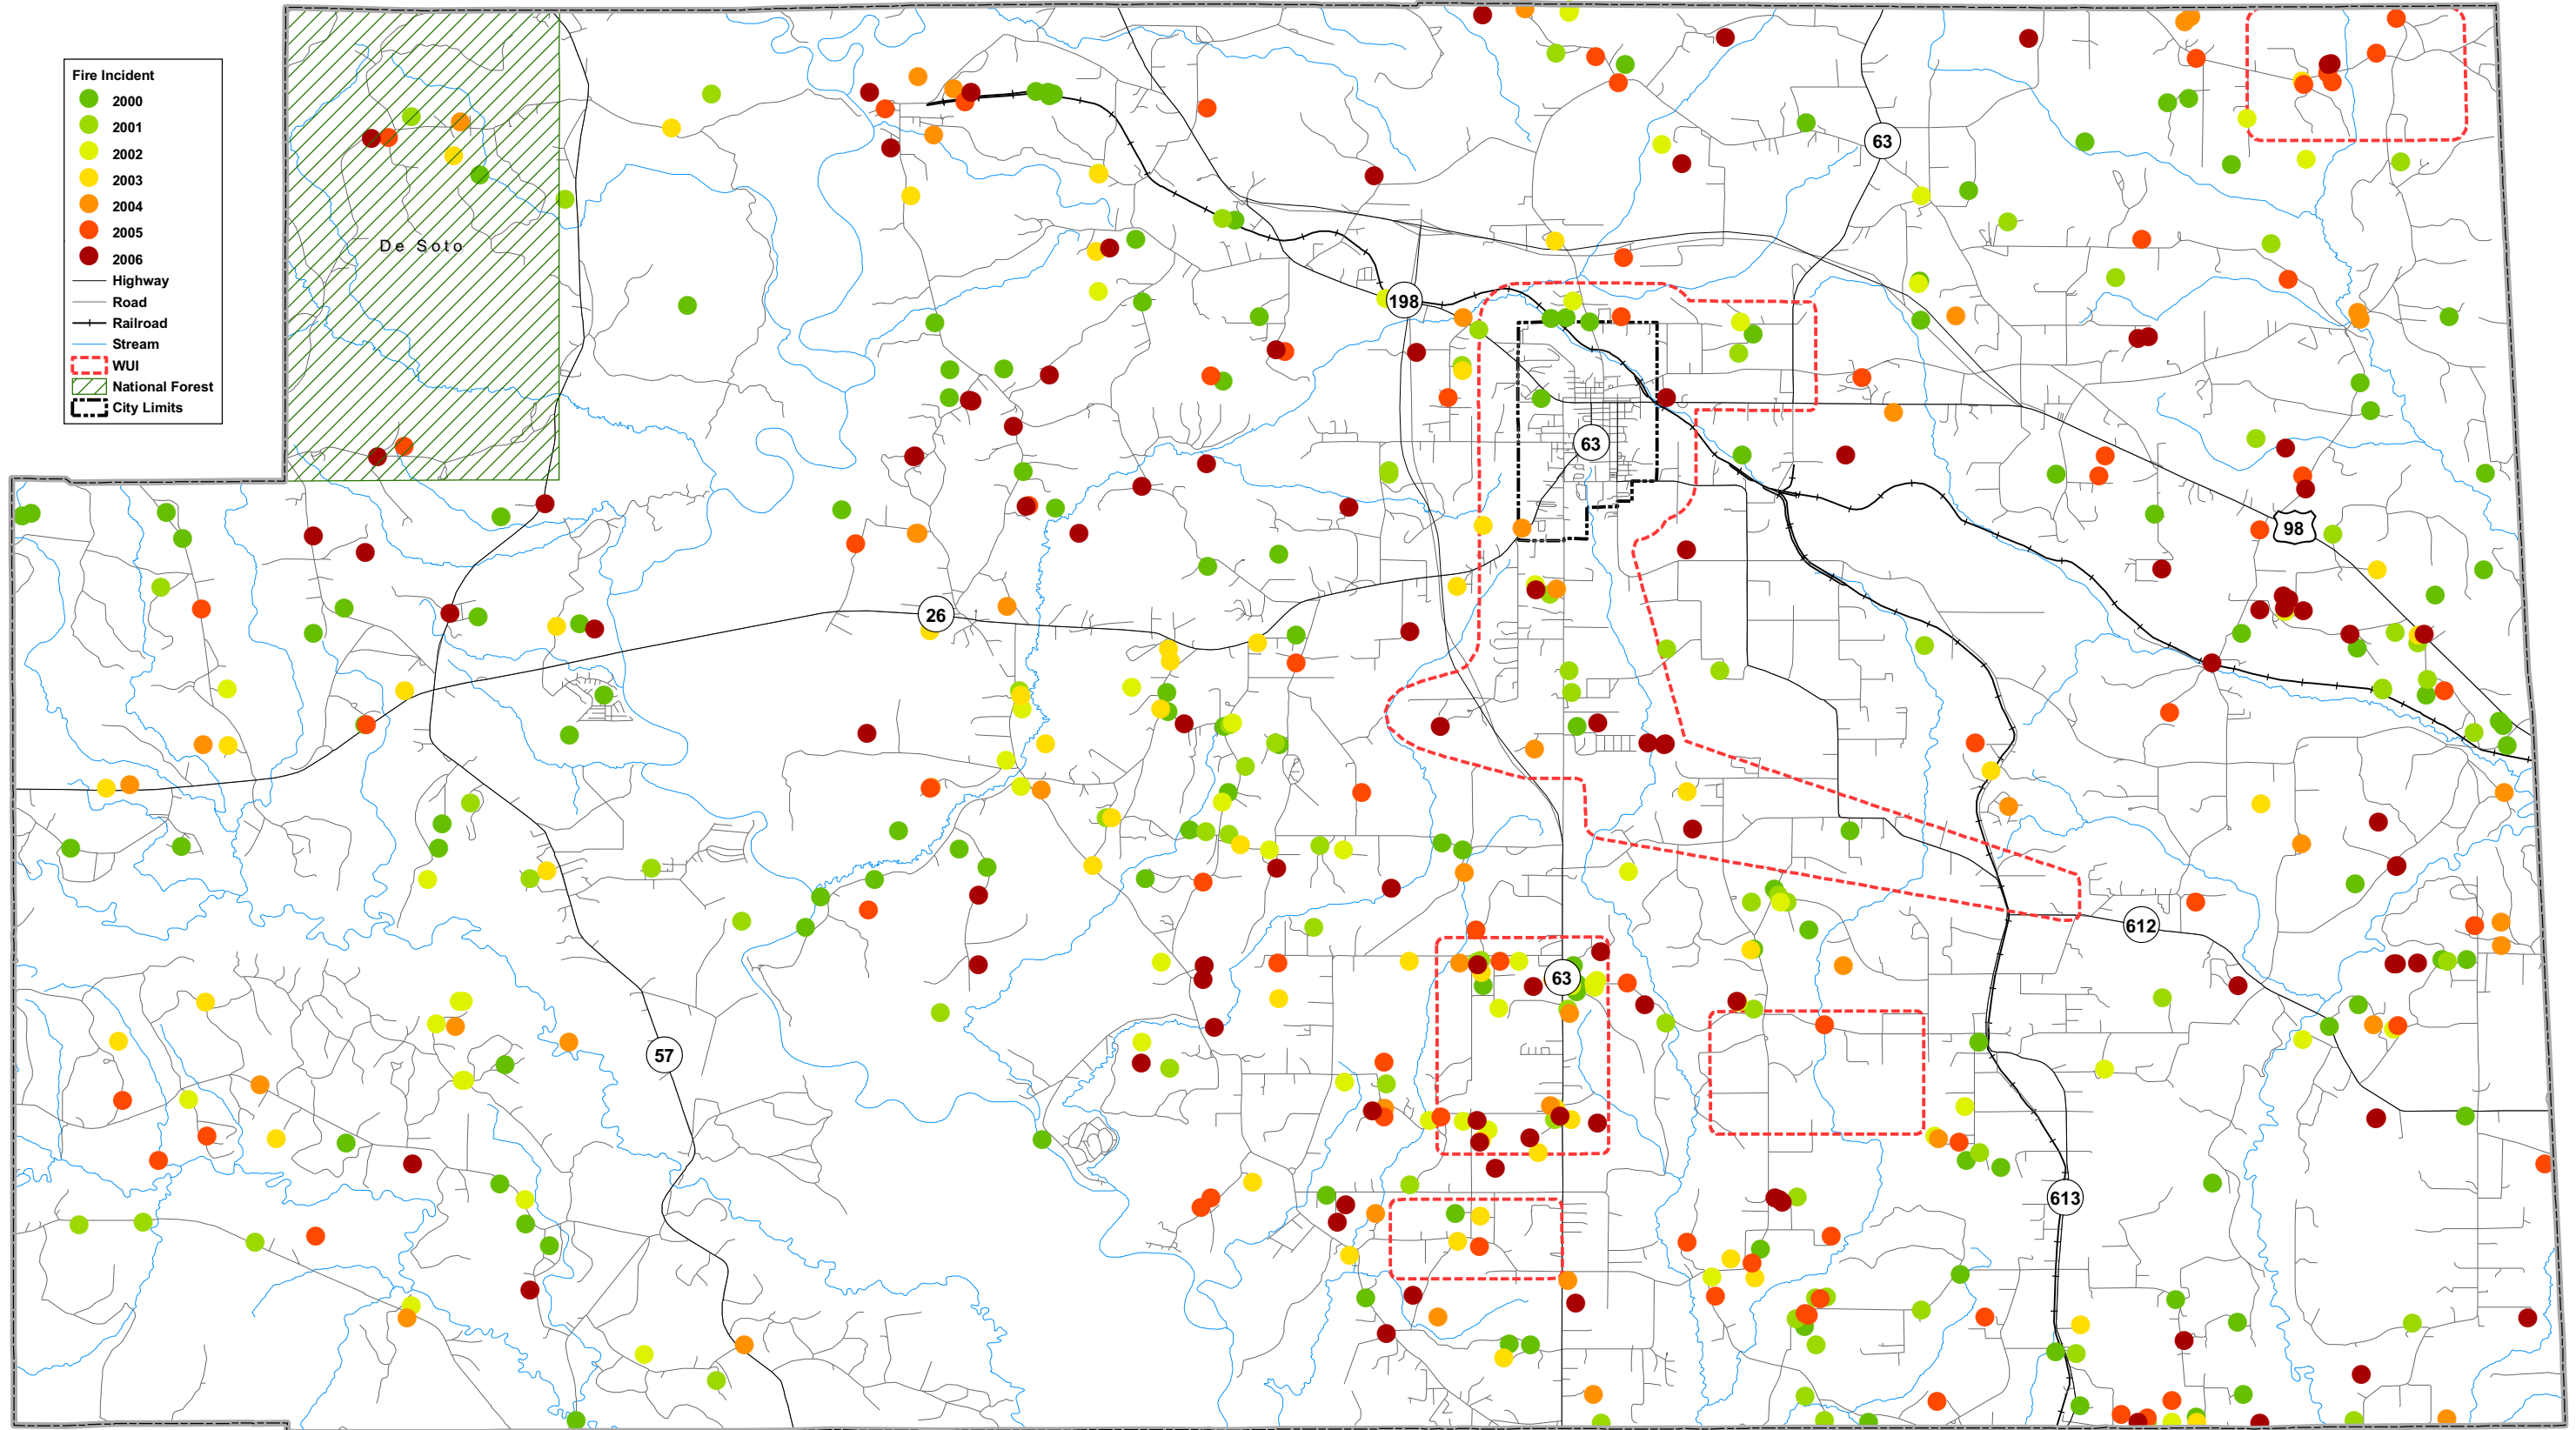 Fire Incident
2000
2001
2002
2003
2004
2005
2006
Highway
Road
Railroad
Stream
WUI
National Forest
City Limits
De Soto
63
198
63
98
26
612
63
57
613